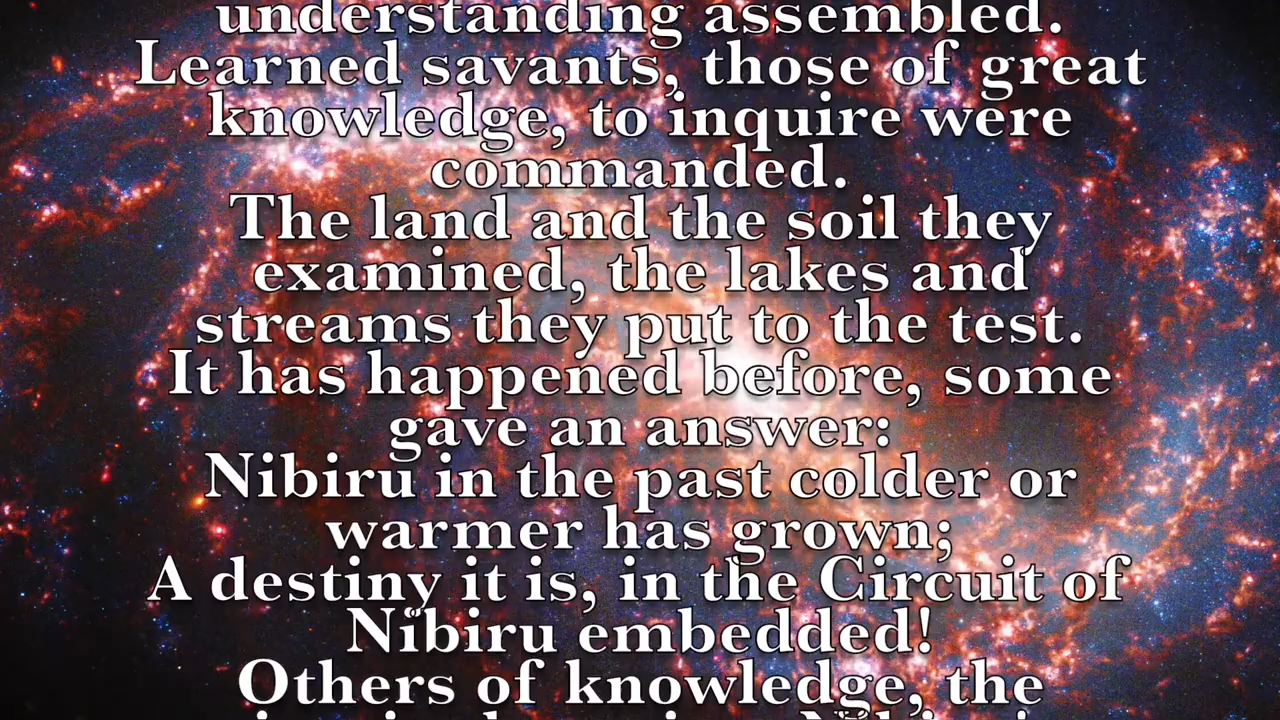 understanding assembled.
Learned savants, those of great
knowledge, to inquire were
commanded.
The land and the soil they
examined, the lakes and
streams they put to the test.
It has happened before, some
gave an answer:
Nibiru in the past colder or
warmer has grown;
A destiny it is, in the Circuit of
Nibiru embedded!
Others of knowledge, the